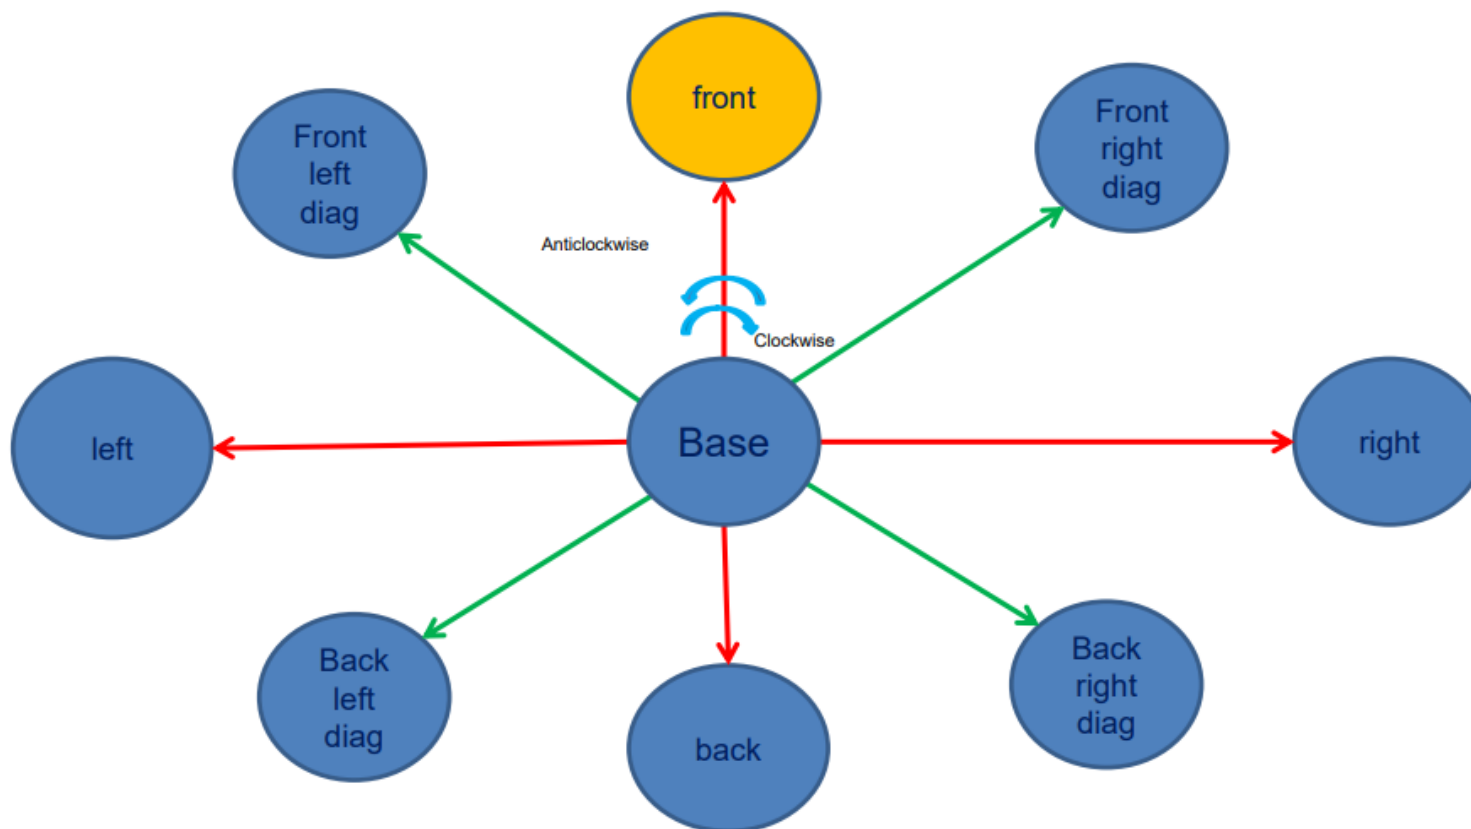 front
Front
left
diag
Front
right
diag
Anticlockwise
Clockwise
left
Base
right
Back
left
diag
back
Back
right
diag